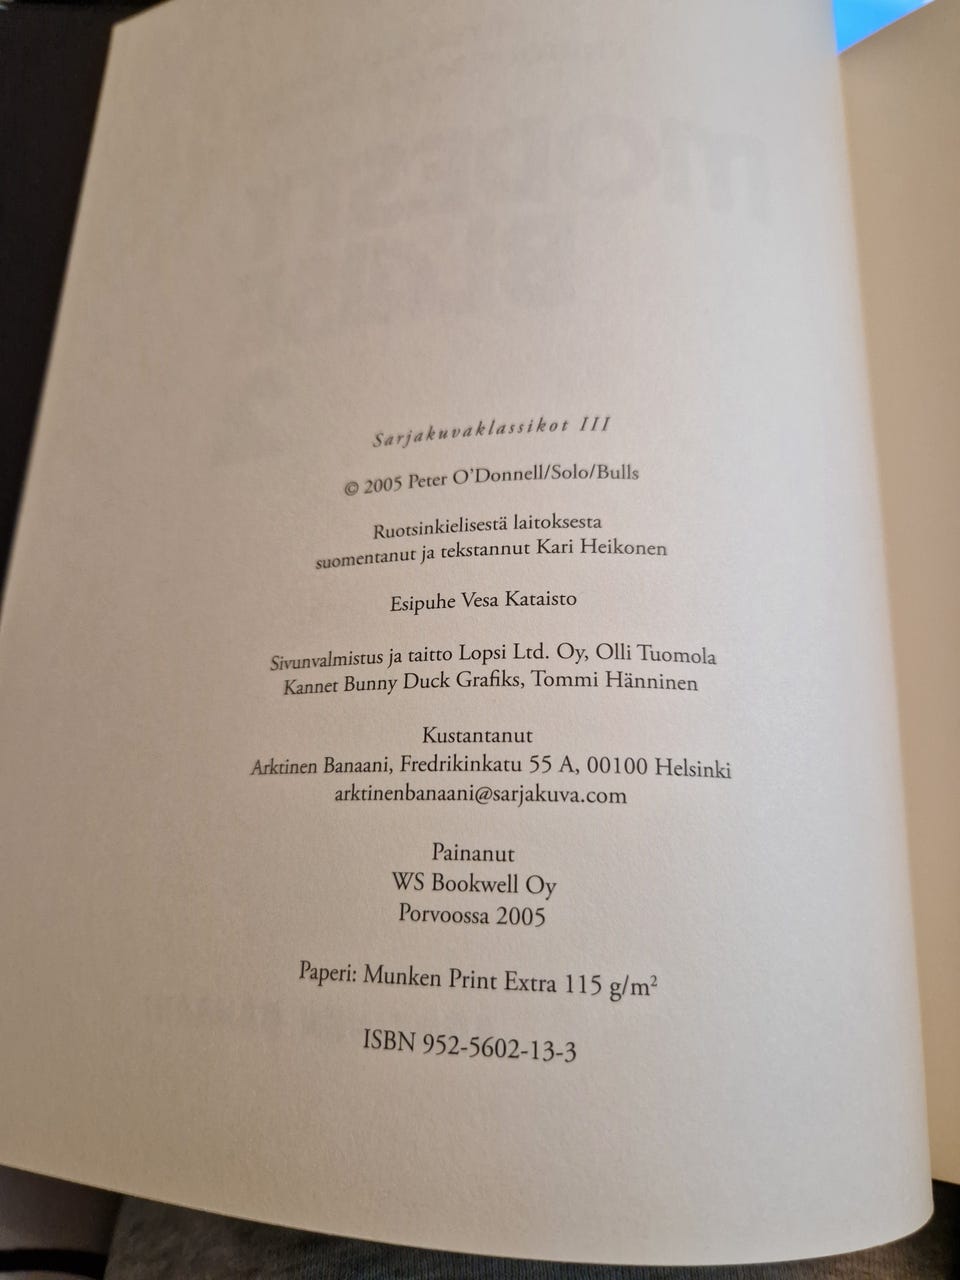 Sarjakuvaklassikot III
© 2005 Peter O'Donnell/Solo/Bulls
Ruotsinkielisestä laitoksesta
suomentanut ja tekstannut Kari Heikonen
Esipuhe Vesa Kataisto
Sivunvalmistus ja taitto Lopsi Ltd. Oy, Olli Tuomola
Kannet Bunny Duck Grafiks, Tommi Hänninen
Kustantanut
Arktinen Banaani, Fredrikinkatu 55 A, 00100 Helsinki
arktinenbanaani@sarjakuva.com
Painanut
WS Bookwell Oy
Porvoossa 2005
Paperi: Munken Print Extra 115 g/m²
ISBN 952-5602-13-3